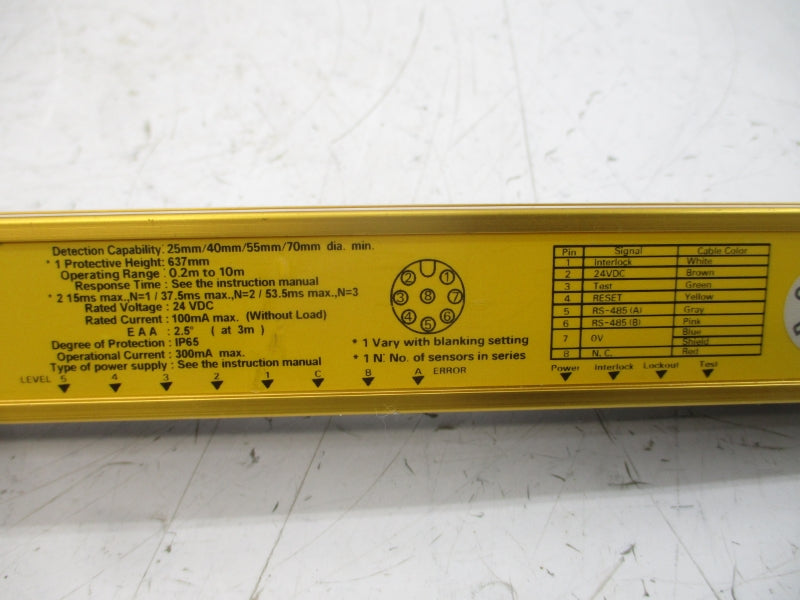 Detection Capability: 25mm/40mm/55mm/70mm dia. min.
* 1 Protective Height: 637mm
Operating Range : 0.2m to 10m
Response Time : See the instruction manual
* 2 15ms max.,N=1 / 37.5ms max.,N=2 / 53.5ms max.,N=3
Rated Voltage : 24 VDC
Rated Current : 100mA max. (Without Load)
E A A : 2.5° ( at 3m )
Degree of Protection : IP65
Operational Current : 300mA max.
Type of power supply : See the instruction manual
LEVEL 5 4 3 2 1 C B A ERROR
2 1
3 8 7
4 5 6
* 1 Vary with blanking setting
* 1 N: No. of sensors in series
Pin Signal Cable Color
1 Interlock White
2 24VDC Brown
3 Test Green
4 RESET Yellow
5 RS-485 (A) Gray
6 RS-485 (B) Pink
7 0V Blue
Shield
8 N. C. Red
Power Interlock Lockout Test